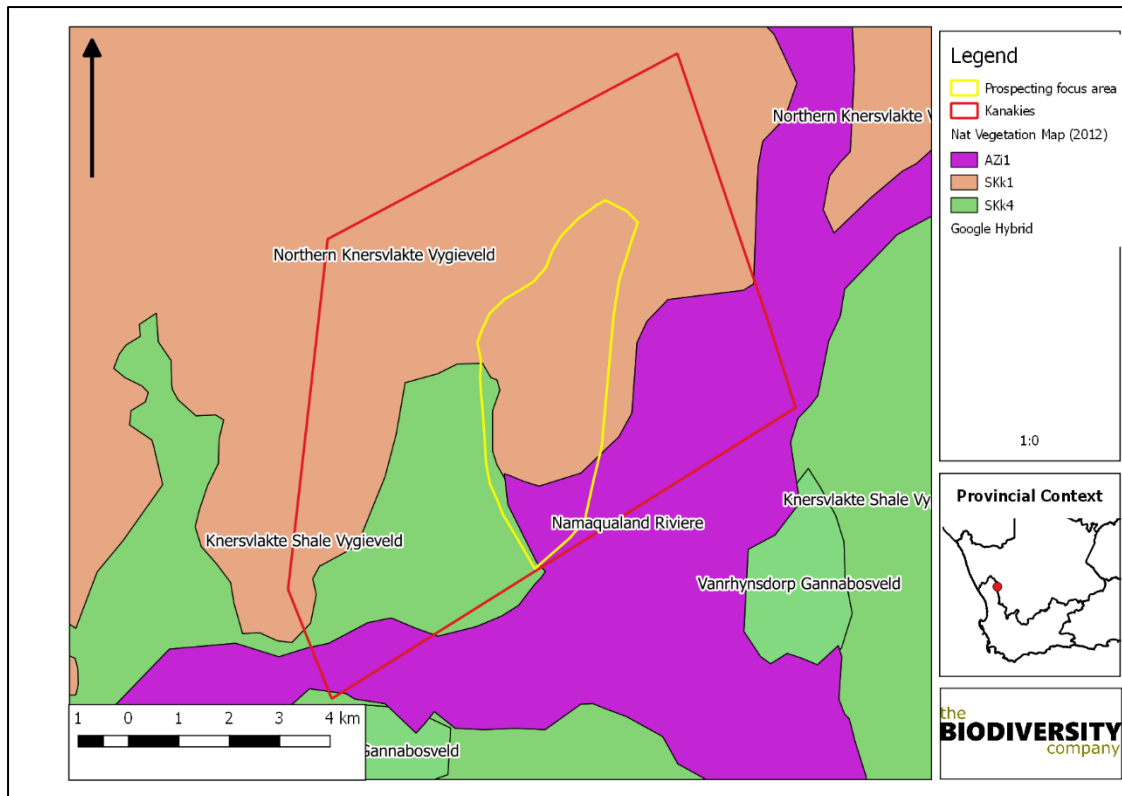 Northern Knersvlakte V
Northern Knersvlakte Vygieveld
Knersvlakte Shale Vy
Knersvlakte Shale Vygieveld
Namaqualand Riviere
Vanrhynsdorp Gannabosveld
Gannabosveld
1 0 1 2 3 4 km
Legend
Prospecting focus area
Kanakies
Nat Vegetation Map (2012)
AZi1
SKk1
SKk4
Google Hybrid
1:0
Provincial Context
the
BIODIVERSITY
company